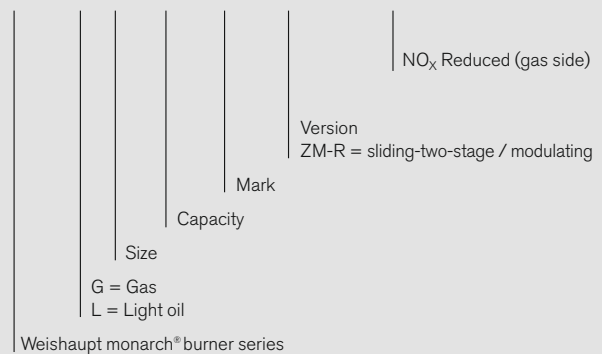 NOX Reduced (gas side)
Version
ZM-R = sliding-two-stage / modulating
Mark
Capacity
Size
G = Gas
L = Light oil
Weishaupt monarch® burner series